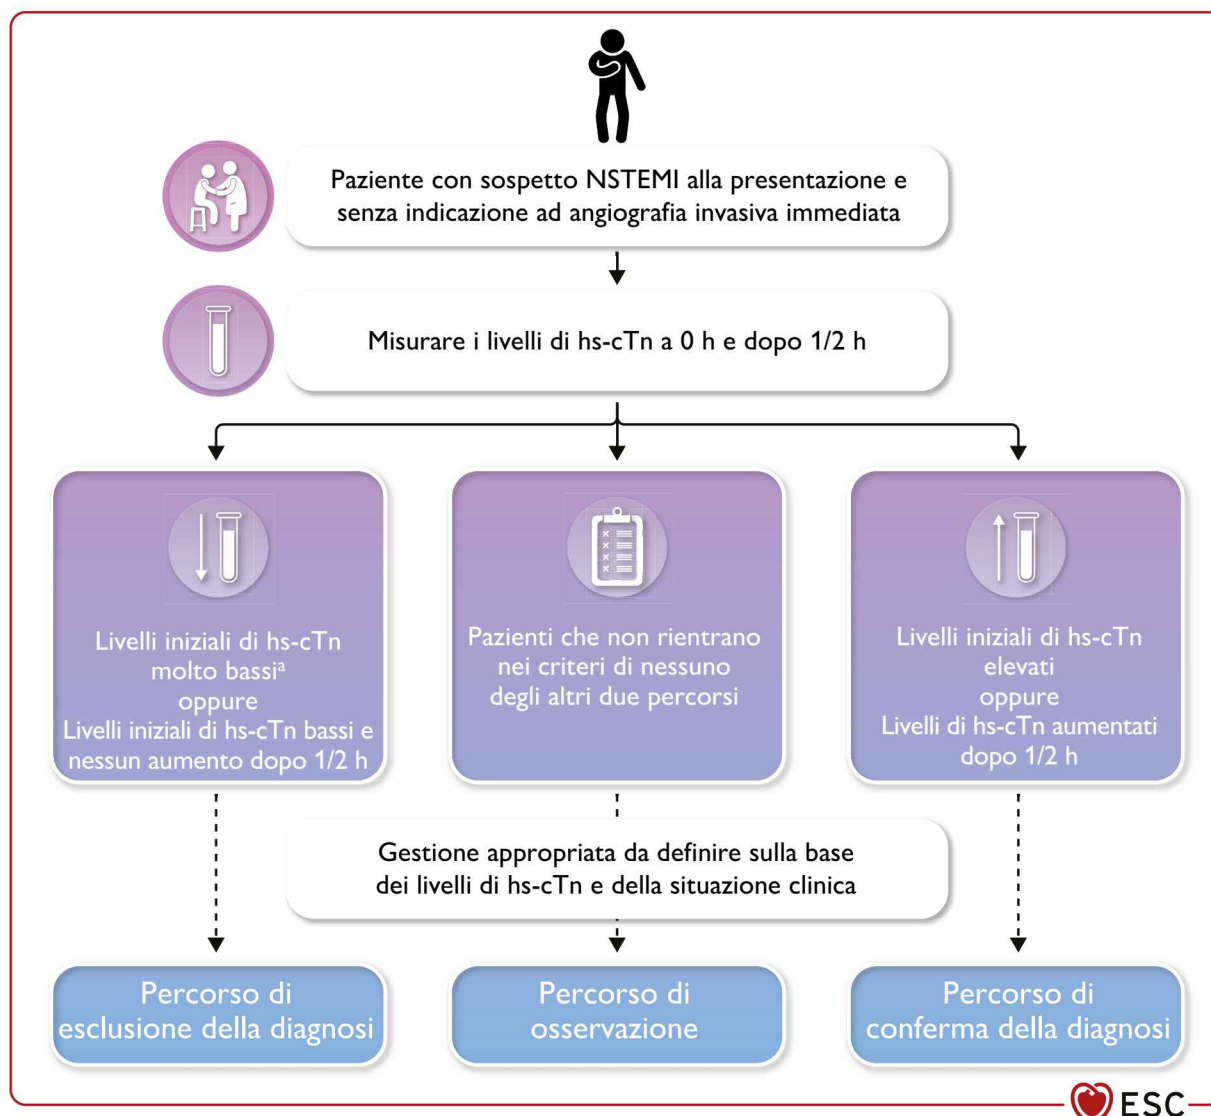 Paziente con sospetto NSTEMI alla presentazione e
senza indicazione ad angiografia invasiva immediata
Misurare i livelli di hs-cTn a 0 h e dopo 1/2 h
Livelli iniziali di hs-cTn
molto bassiª
oppure
Livelli iniziali di hs-cTn bassi e
nessun aumento dopo 1/2 h
Pazienti che non rientrano
nei criteri di nessuno
degli altri due percorsi
Livelli iniziali di hs-cTn
elevati
oppure
Livelli di hs-cTn aumentati
dopo 1/2 h
Gestione appropriata da definire sulla base
dei livelli di hs-cTn e della situazione clinica
Percorso di
esclusione della diagnosi
Percorso di
osservazione
Percorso di
conferma della diagnosi
ESC